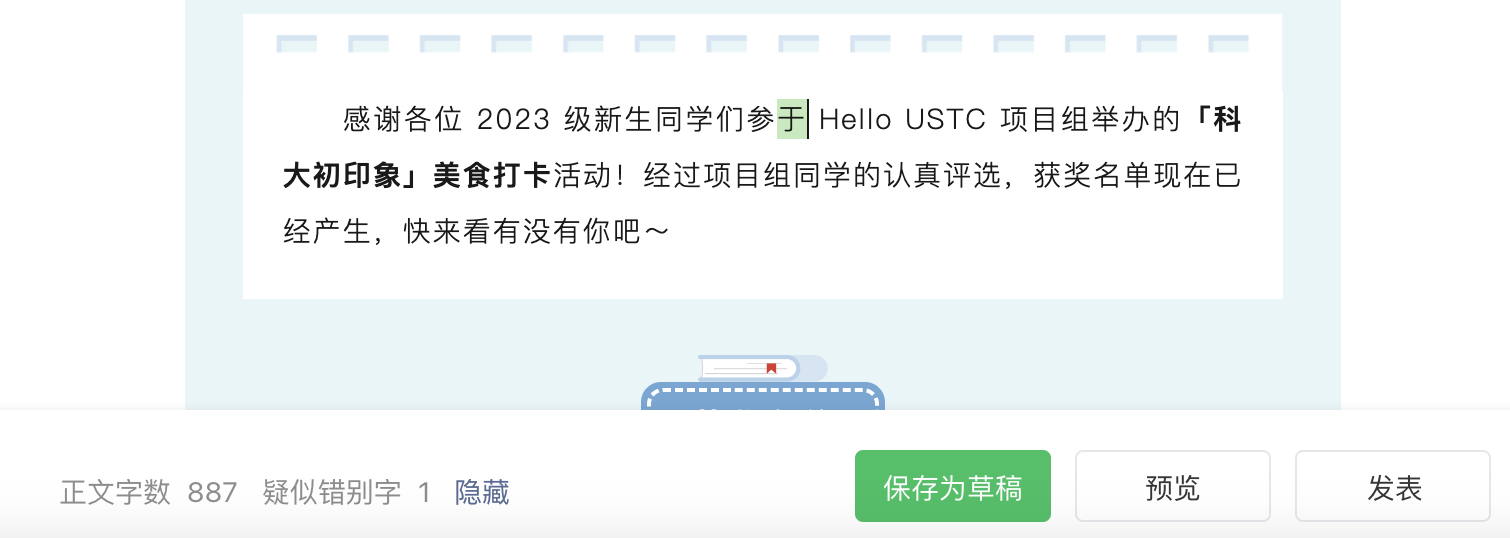 感谢各位 2023 级新生同学们参于 Hello USTC 项目组举办的「科
大初印象」美食打卡活动！经过项目组同学的认真评选，获奖名单现在已
经产生，快来看有没有你吧～
正文字数 887 疑似错别字 1 隐藏
保存为草稿
预览
发表